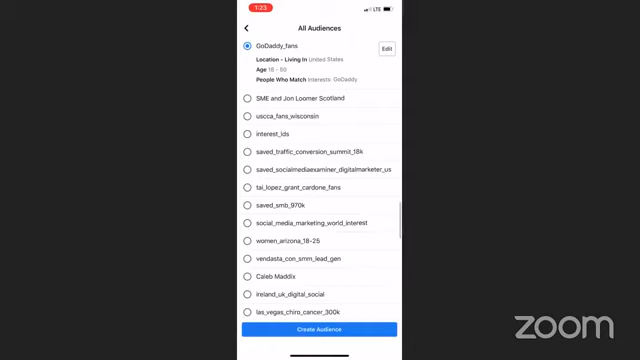 1:23
LTE
All Audiences
GoDaddy_fans
Edit
Location - Living In United States
Age 18 - 50
People Who Match Interests: GoDaddy
SME and Jon Loomer Scotland
uscca_fans_wisconsin
interest_ids
saved_traffic_conversion_summit_18k
saved_socialmediaexaminer_digitalmarketer_us
tai_lopez_grant_cardone_fans
saved_smb_970k
social_media_marketing_world_interest
women_arizona_18-25
vendasta_con_smm_lead_gen
Caleb Maddix
ireland_uk_digital_social
las_vegas_chiro_cancer_300k
Create Audience
zoom